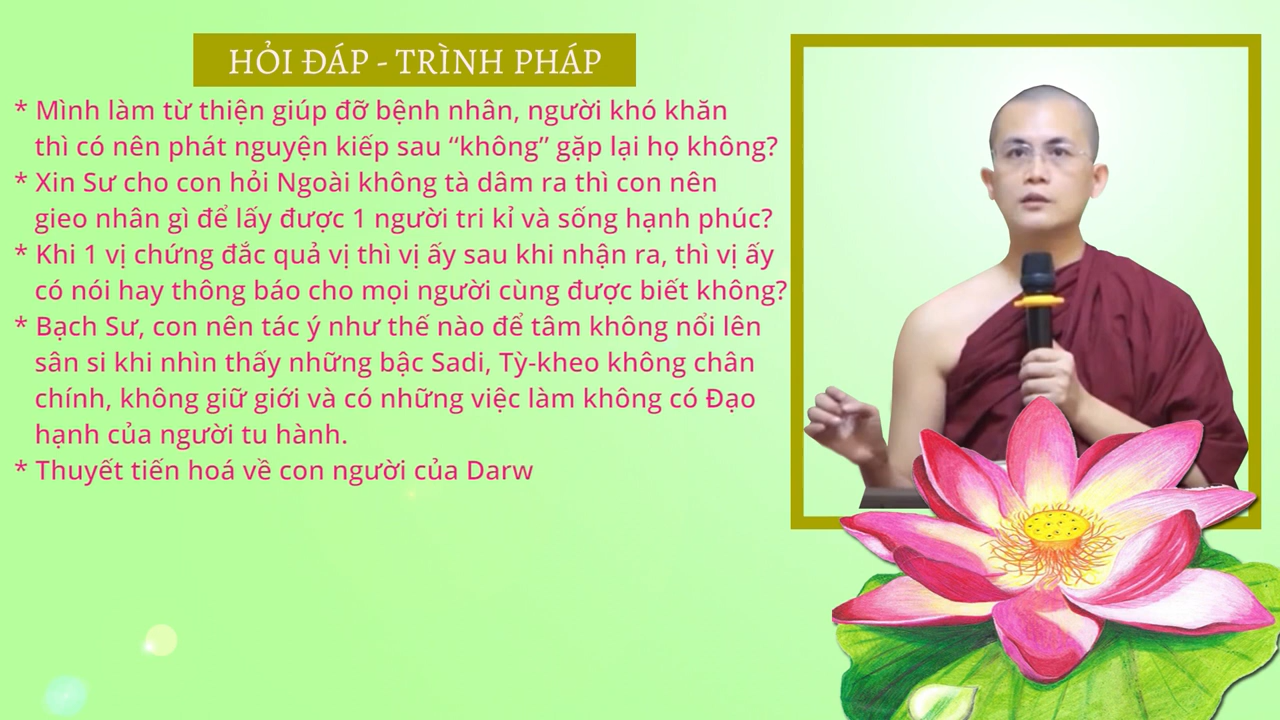 HỎI ĐÁP - TRÌNH PHÁP
* Mình làm từ thiện giúp đỡ bệnh nhân, người khó khăn
thì có nên phát nguyện kiếp sau “không” gặp lại họ không?
* Xin Sư cho con hỏi Ngoài không tà dâm ra thì con nên
gieo nhân gì để lấy được 1 người tri kỉ và sống hạnh phúc?
* Khi 1 vị chứng đắc quả vị thì vị ấy sau khi nhận ra, thì vị ấy
có nói hay thông báo cho mọi người cùng được biết không?
* Bạch Sư, con nên tác ý như thế nào để tâm không nổi lên
sân si khi nhìn thấy những bậc Sadi, Tỳ-kheo không chân
chính, không giữ giới và có những việc làm không có Đạo
hạnh của người tu hành.
* Thuyết tiến hoá về con người của Darw